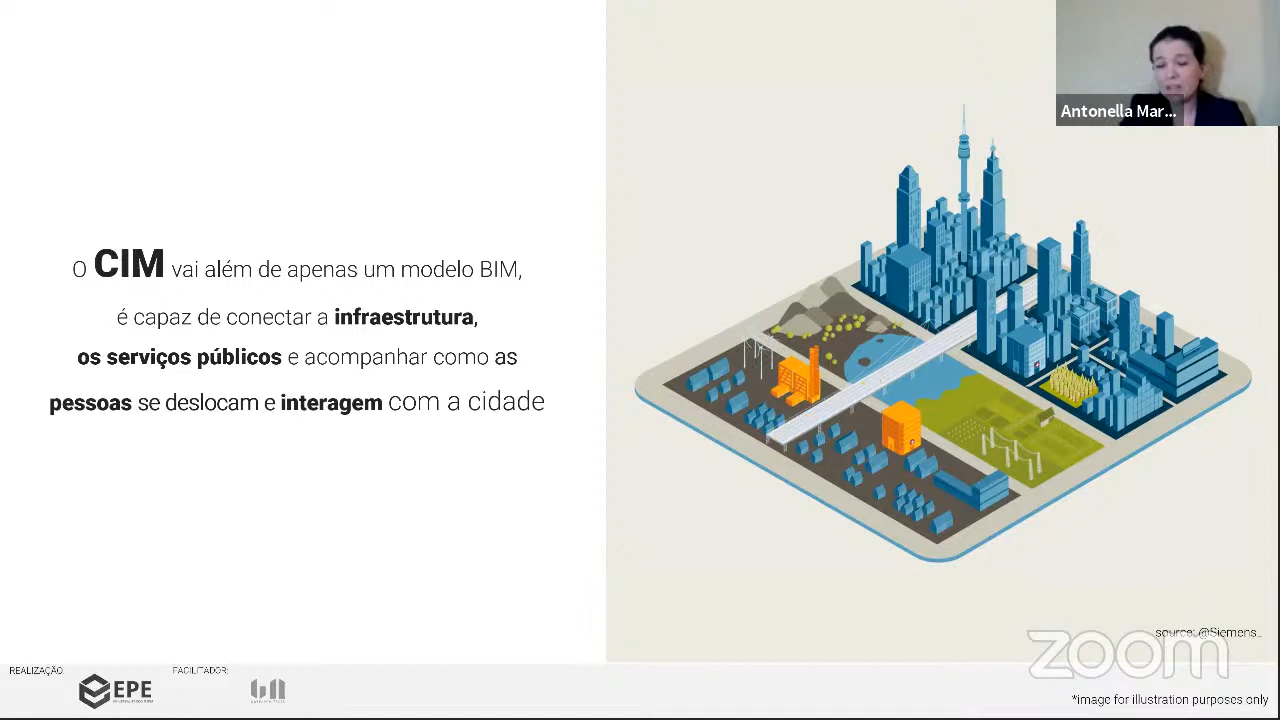 Antonella Mar...
O CIM vai além de apenas um modelo BIM,
é capaz de conectar a infraestrutura,
os serviços públicos e acompanhar como as
pessoas se deslocam e interagem com a cidade
source: @Siemens_
zoom
REALIZAÇÃO
FACILITADOR:
EPE
*image for illustration purposes only